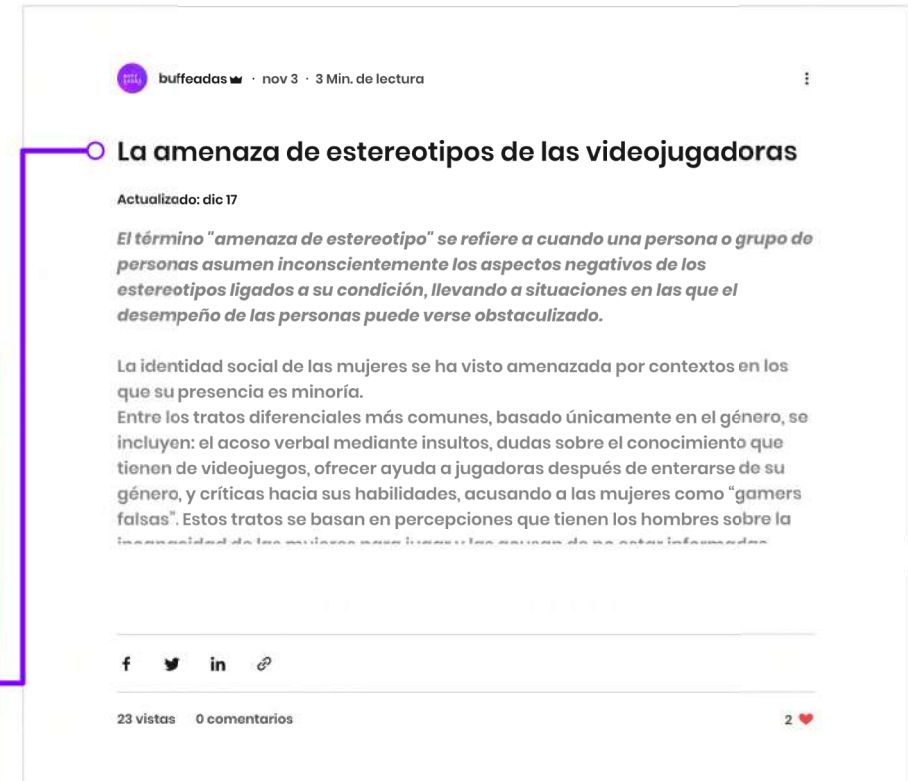 buffeadas · nov 3 · 3 Min. de lectura
La amenaza de estereotipos de las videojugadoras
Actualizado: dic 17
El término "amenaza de estereotipo" se refiere a cuando una persona o grupo de
personas asumen inconscientemente los aspectos negativos de los
estereotipos ligados a su condición, llevando a situaciones en las que el
desempeño de las personas puede verse obstaculizado.
La identidad social de las mujeres se ha visto amenazada por contextos en los
que su presencia es minoría.
Entre los tratos diferenciales más comunes, basado únicamente en el género, se
incluyen: el acoso verbal mediante insultos, dudas sobre el conocimiento que
tienen de videojuegos, ofrecer ayuda a jugadoras después de enterarse de su
género, y críticas hacia sus habilidades, acusando a las mujeres como “gamers
falsas”. Estos tratos se basan en percepciones que tienen los hombres sobre la
23 vistas 0 comentarios
2